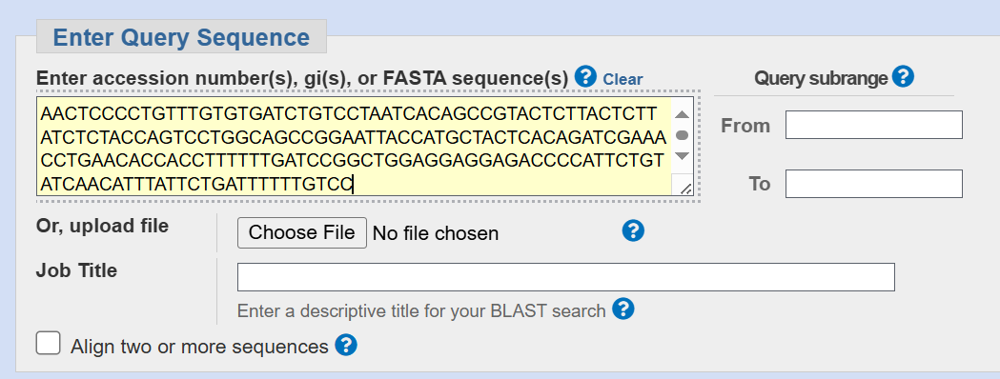 Enter Query Sequence
Enter accession number(s), gi(s), or FASTA sequence(s) ? Clear
Query subrange ?
AACTCCCCTGTTTGTGTGATCTGTCCTAATCACAGCCGTACTCTTACTCTT
ATCTCTACCAGTCCTGGCAGCCGGAATTACCATGCTACTCACAGATCGAAA
CCTGAACACCACCTTTTTTGATCCGGCTGGAGGAGGAGACCCCATTCTGT
ATCAACATTTATTCTGATTTTTTGTCC
From
To
Or, upload file
Choose File No file chosen ?
Job Title
Enter a descriptive title for your BLAST search ?
Align two or more sequences ?